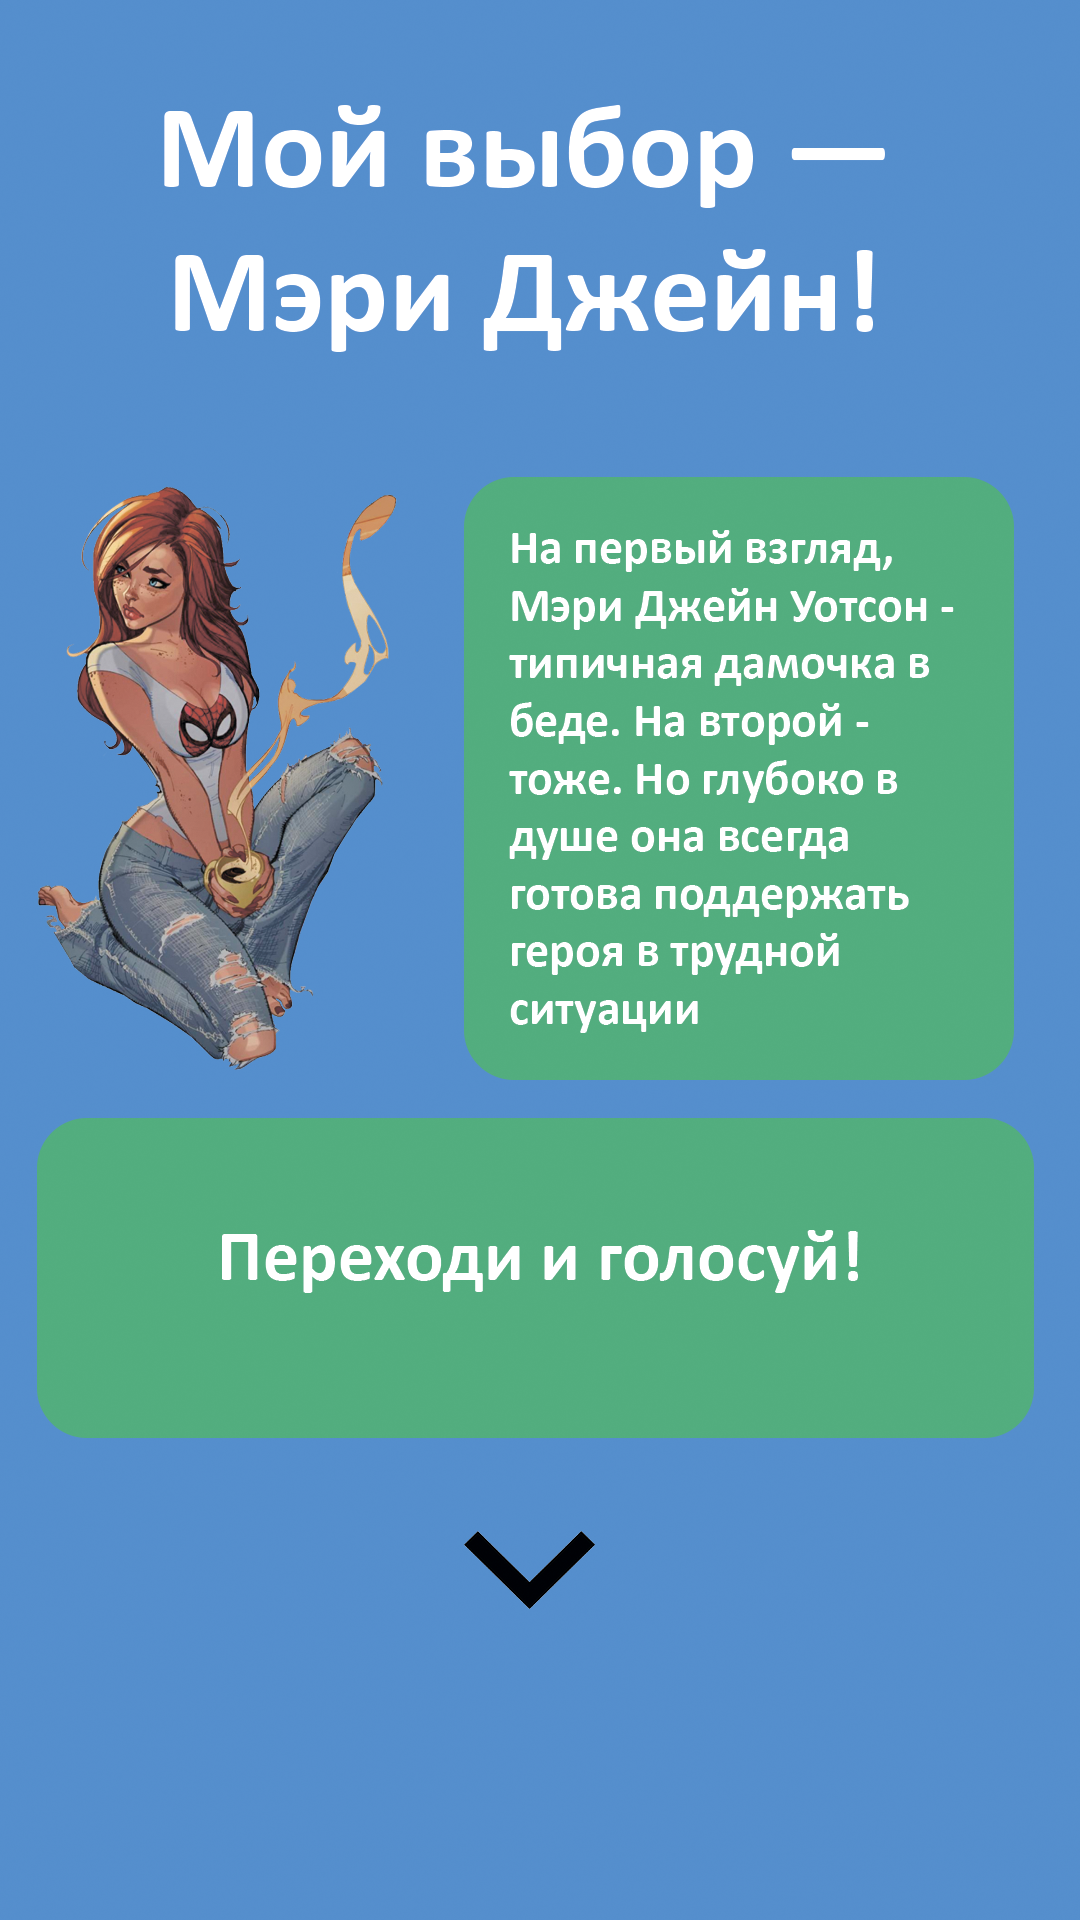 Мой выбор —
Мэри Джейн!
На первый взгляд,
Мэри Джейн Уотсон -
типичная дамочка в
беде. На второй -
тоже. Но глубоко в
душе она всегда
готова поддержать
героя в трудной
ситуации
Переходи и голосуй!